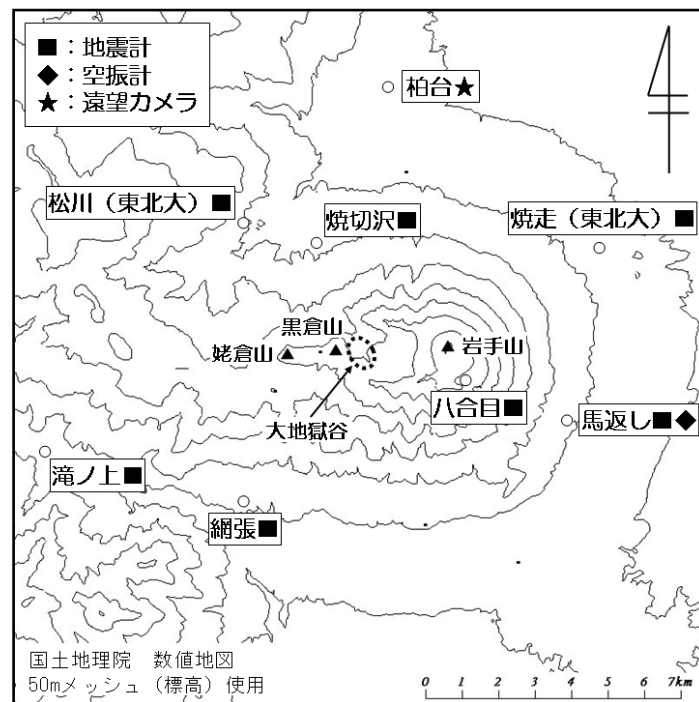 ■：地震計
◆：空振計
★：遠望カメラ
柏台★
松川（東北大）■
焼切沢■
焼走（東北大）■
黒倉山
姥倉山
岩手山
八合目■
大地獄谷
馬返し■◆
滝ノ上■
網張■
国土地理院　数値地図
50mメッシュ（標高）使用
0 1 2 3 4 5 6 7km